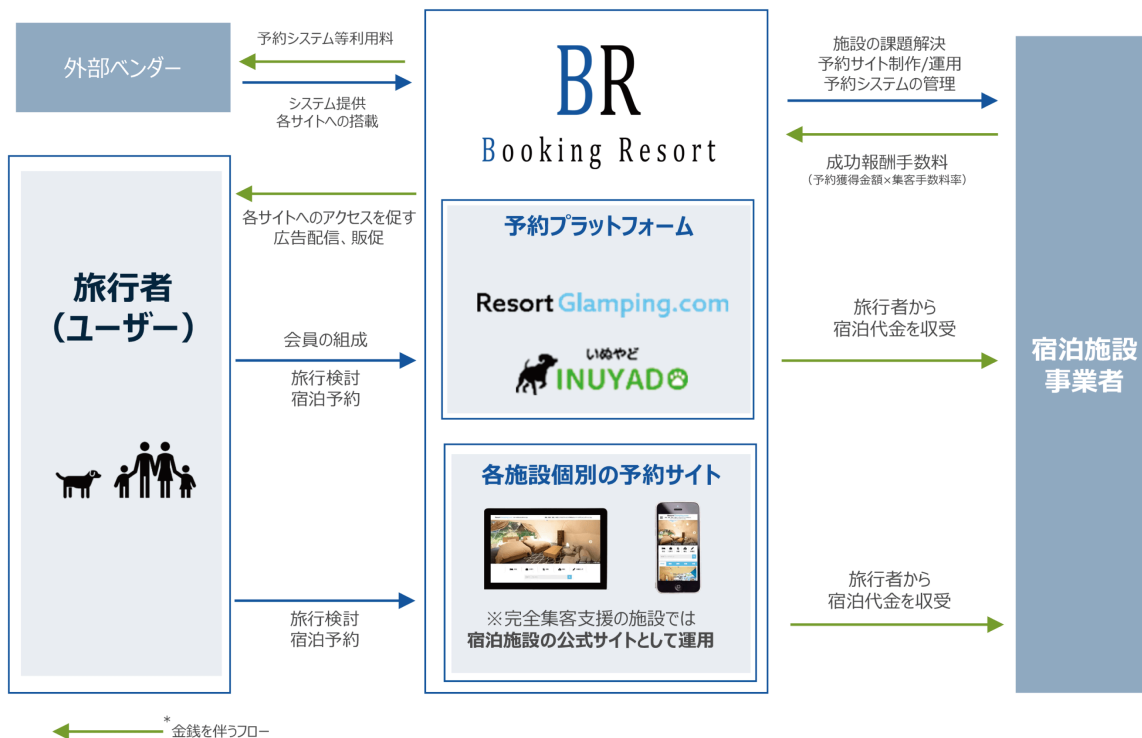 外部ベンダー
予約システム等利用料
システム提供
各サイトへの搭載
BR
Booking Resort
施設の課題解決
予約サイト制作/運用
予約システムの管理
成功報酬手数料
（予約獲得金額×集客手数料率）
各サイトへのアクセスを促す
広告配信、販促
旅行者
（ユーザー）
会員の組成
旅行検討
宿泊予約
旅行検討
宿泊予約
予約プラットフォーム
ResortGlamping.com
いぬやど
INUYADO
各施設個別の予約サイト
※完全集客支援の施設では
宿泊施設の公式サイトとして運用
旅行者から
宿泊代金を収受
旅行者から
宿泊代金を収受
宿泊施設
事業者
*金銭を伴うフロー